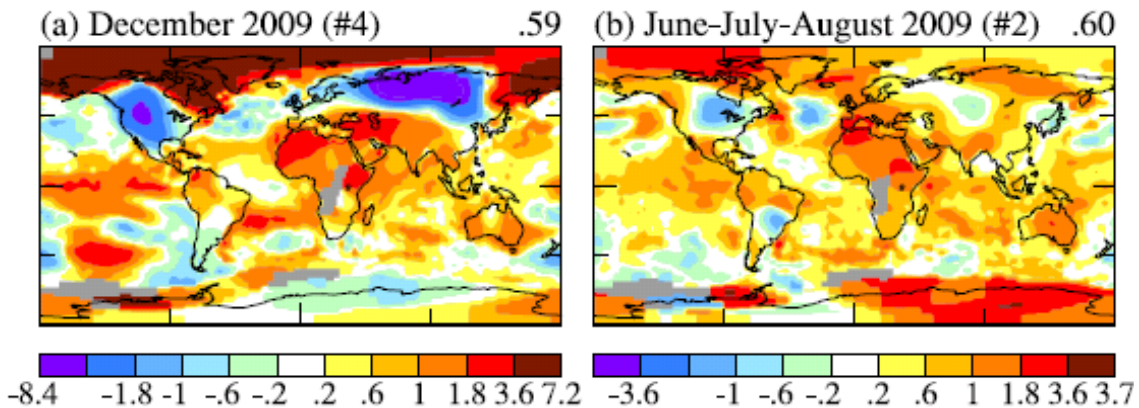 (a) December 2009 (#4) .59
(b) June-July-August 2009 (#2) .60
-8.4 -1.8 -1 -.6 -.2 .2 .6 1 1.8 3.6 7.2
-3.6 -1 -.6 -.2 .2 .6 1 1.8 3.6 3.7